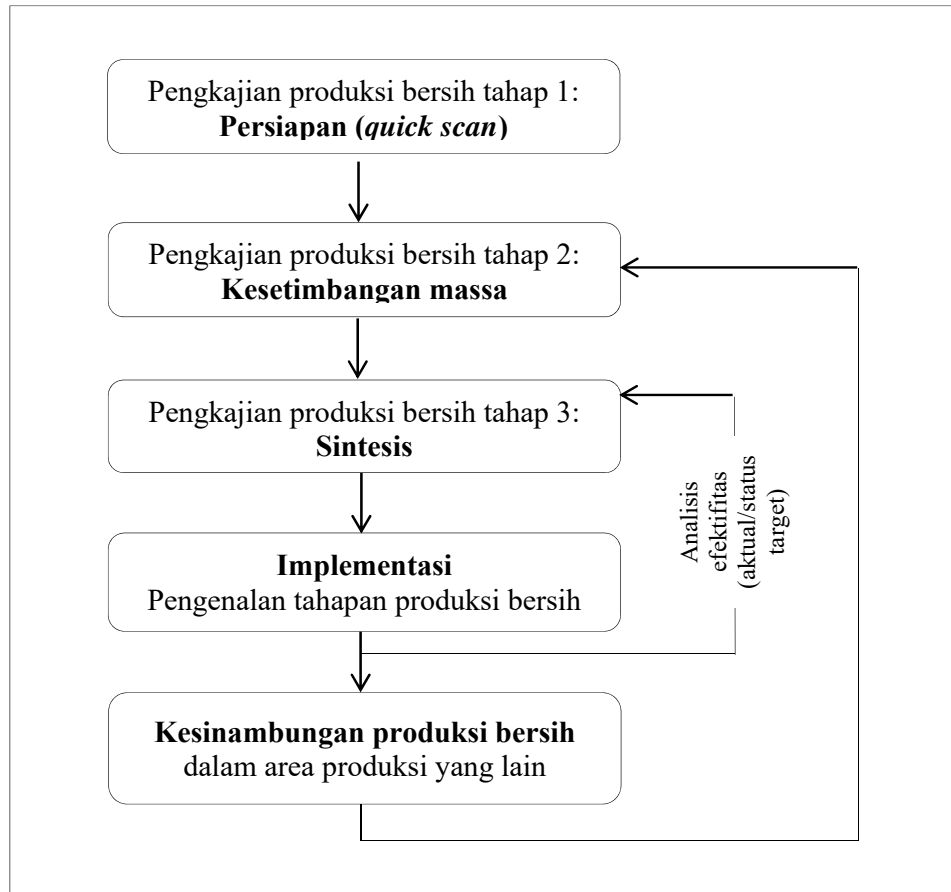 Pengkajian produksi bersih tahap 1:
Persiapan (quick scan)
Pengkajian produksi bersih tahap 2:
Kesetimbangan massa
Pengkajian produksi bersih tahap 3:
Sintesis
Analisis
efektifitas
(aktual/status
target)
Implementasi
Pengenalan tahapan produksi bersih
Kesinambungan produksi bersih
dalam area produksi yang lain